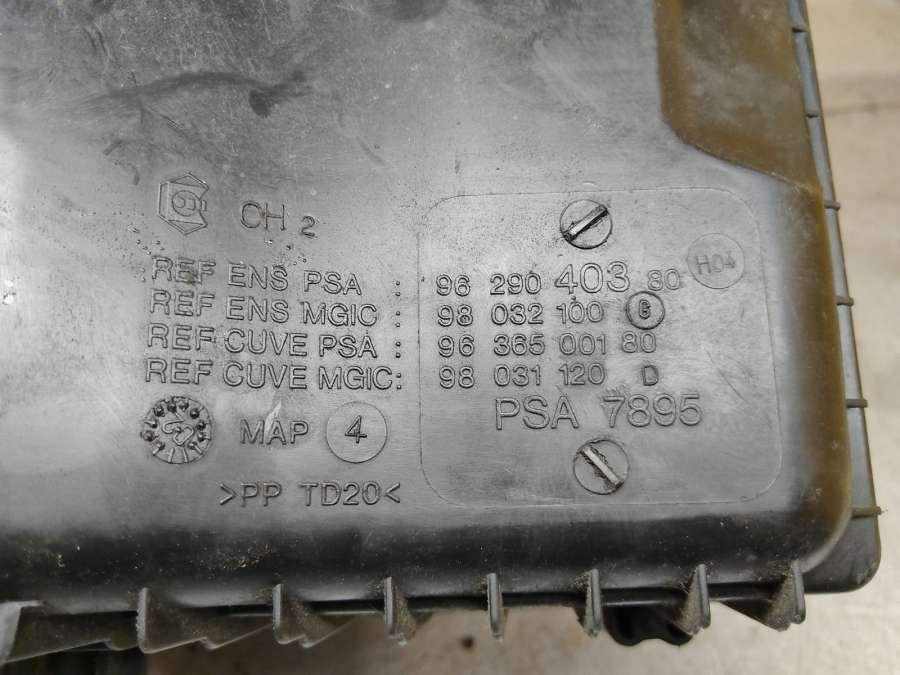 CH 2
REF ENS PSA : 96 290 403 80 H04
REF ENS MGIC : 98 032 100 G
REF CUVE PSA : 96 365 001 80
REF CUVE MGIC: 98 031 120 D
PSA 7895
MAP 4
>PP TD20<